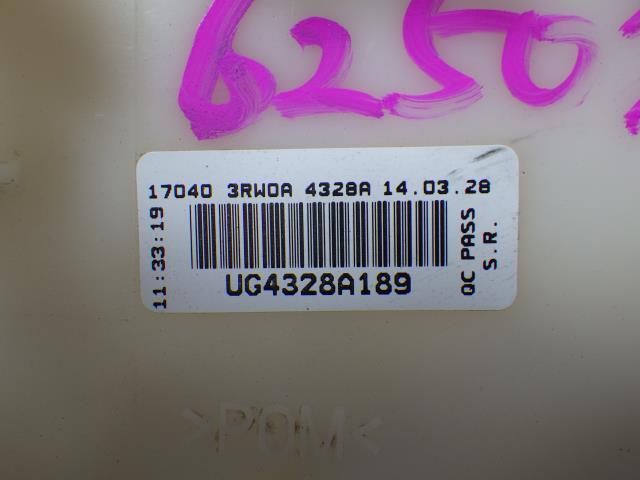 6250
17040 3RW0A 4328A 14.03.28
11:33:19
UG4328A189
QC PASS
S.R.
>POM<